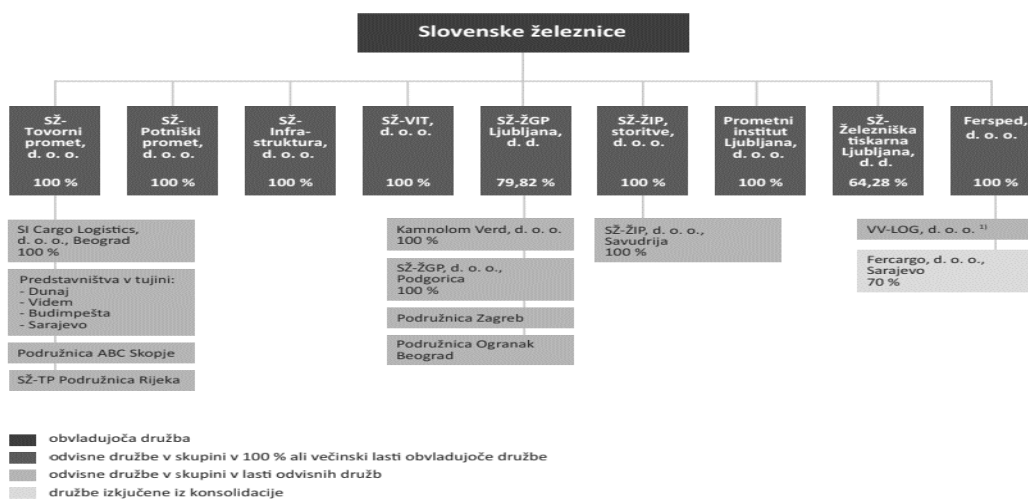 Slovenske železnice
SŽ-
Tovorni
promet,
d. o. o.
100 %
SŽ-
Potniški
promet,
d. o. o.
100 %
SŽ-
Infra-
struktura,
d. o. o.
100 %
SŽ-VIT,
d. o. o.
100 %
SŽ-ŽGP
Ljubljana,
d. d.
79,82 %
SŽ-ŽIP,
storitve,
d. o. o.
100 %
Prometni
institut
Ljubljana,
d. o. o.
100 %
SŽ-
Železniška
tiskarna
Ljubljana,
d. d.
64,28 %
Fersped,
d. o. o.
100 %
SI Cargo Logistics,
d. o. o., Beograd
100 %
Predstavništva v tujini:
- Dunaj
- Videm
- Budimpešta
- Sarajevo
Podružnica ABC Skopje
SŽ-TP Podružnica Rijeka
Kamnolom Verd, d. o. o.
100 %
SŽ-ŽGP, d. o. o.,
Podgorica
100 %
Podružnica Zagreb
Podružnica Ogranak
Beograd
SŽ-ŽIP, d. o. o.,
Savudrija
100 %
VV-LOG, d. o. o. ¹⁾
Fercargo, d. o. o.,
Sarajevo
70 %
obvladujoča družba
odvisne družbe v skupini v 100 % ali večinski lasti obvladujoče družbe
odvisne družbe v skupini v lasti odvisnih družb
družbe izkjučene iz konsolidacije